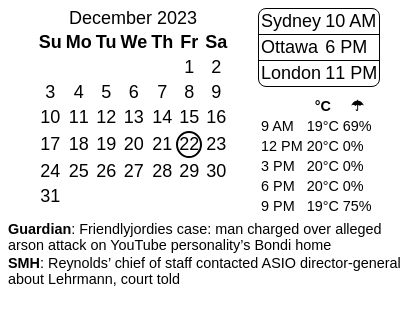 December 2023
Su Mo Tu We Th Fr Sa
1 2
3 4 5 6 7 8 9
10 11 12 13 14 15 16
17 18 19 20 21 22 23
24 25 26 27 28 29 30
31
Sydney 10 AM
Ottawa 6 PM
London 11 PM
°C ☂
9 AM 19°C 69%
12 PM 20°C 0%
3 PM 20°C 0%
6 PM 20°C 0%
9 PM 19°C 75%
Guardian: Friendlyjordies case: man charged over alleged
arson attack on YouTube personality’s Bondi home
SMH: Reynolds’ chief of staff contacted ASIO director-general
about Lehrmann, court told